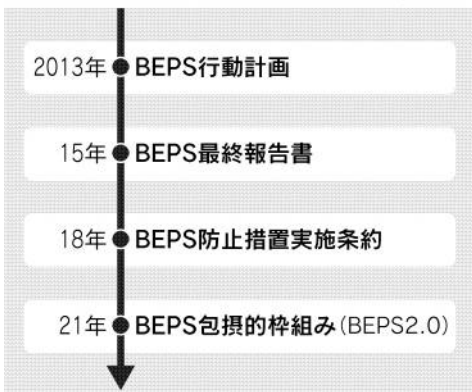 2013年 BEPS行動計画
15年 BEPS最終報告書
18年 BEPS防止措置実施条約
21年 BEPS包摂的枠組み(BEPS2.0)